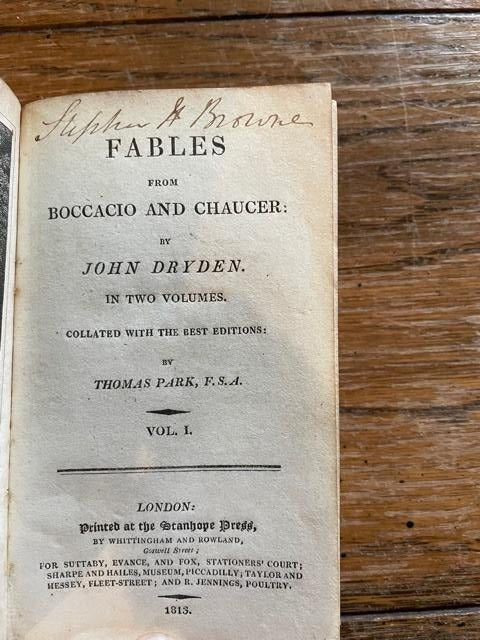 Stephen H Browne
FABLES
FROM
BOCCACIO AND CHAUCER:
BY
JOHN DRYDEN.
IN TWO VOLUMES.
COLLATED WITH THE BEST EDITIONS:
BY
THOMAS PARK, F.S.A.
VOL. I.
LONDON:
Printed at the Stanhope Press,
BY WHITTINGHAM AND ROWLAND,
Goswell Street;
FOR SUTTABY, EVANCE, AND FOX, STATIONERS' COURT;
SHARPE AND HAILES, MUSEUM, PICCADILLY; TAYLOR AND
HESSEY, FLEET-STREET; AND R. JENNINGS, POULTRY.
1813.